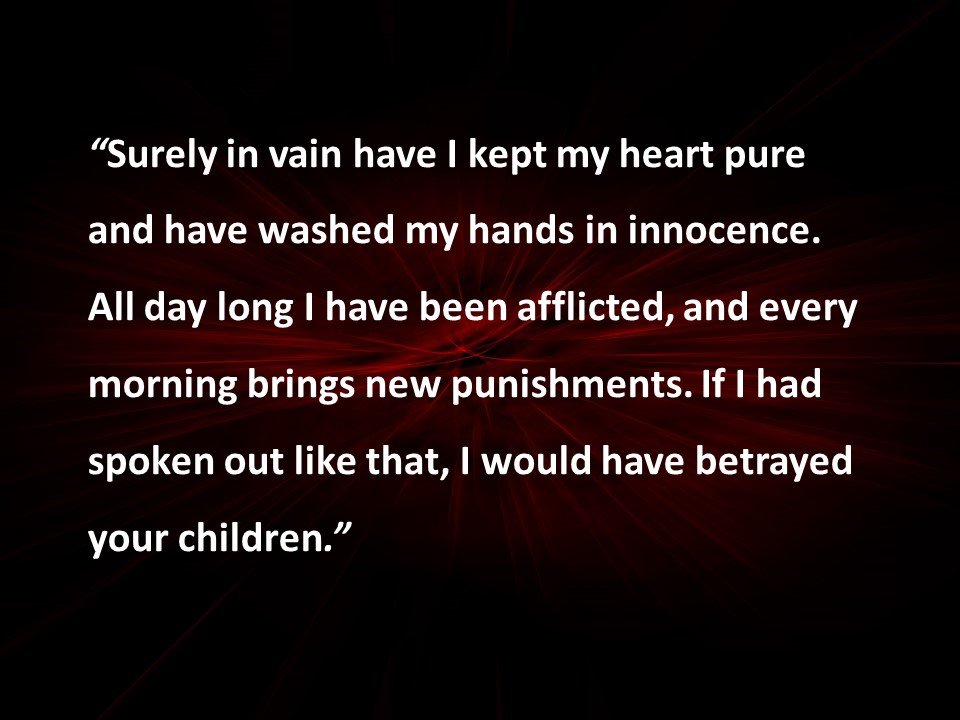 “Surely in vain have I kept my heart pure
and have washed my hands in innocence.
All day long I have been afflicted, and every
morning brings new punishments. If I had
spoken out like that, I would have betrayed
your children.”